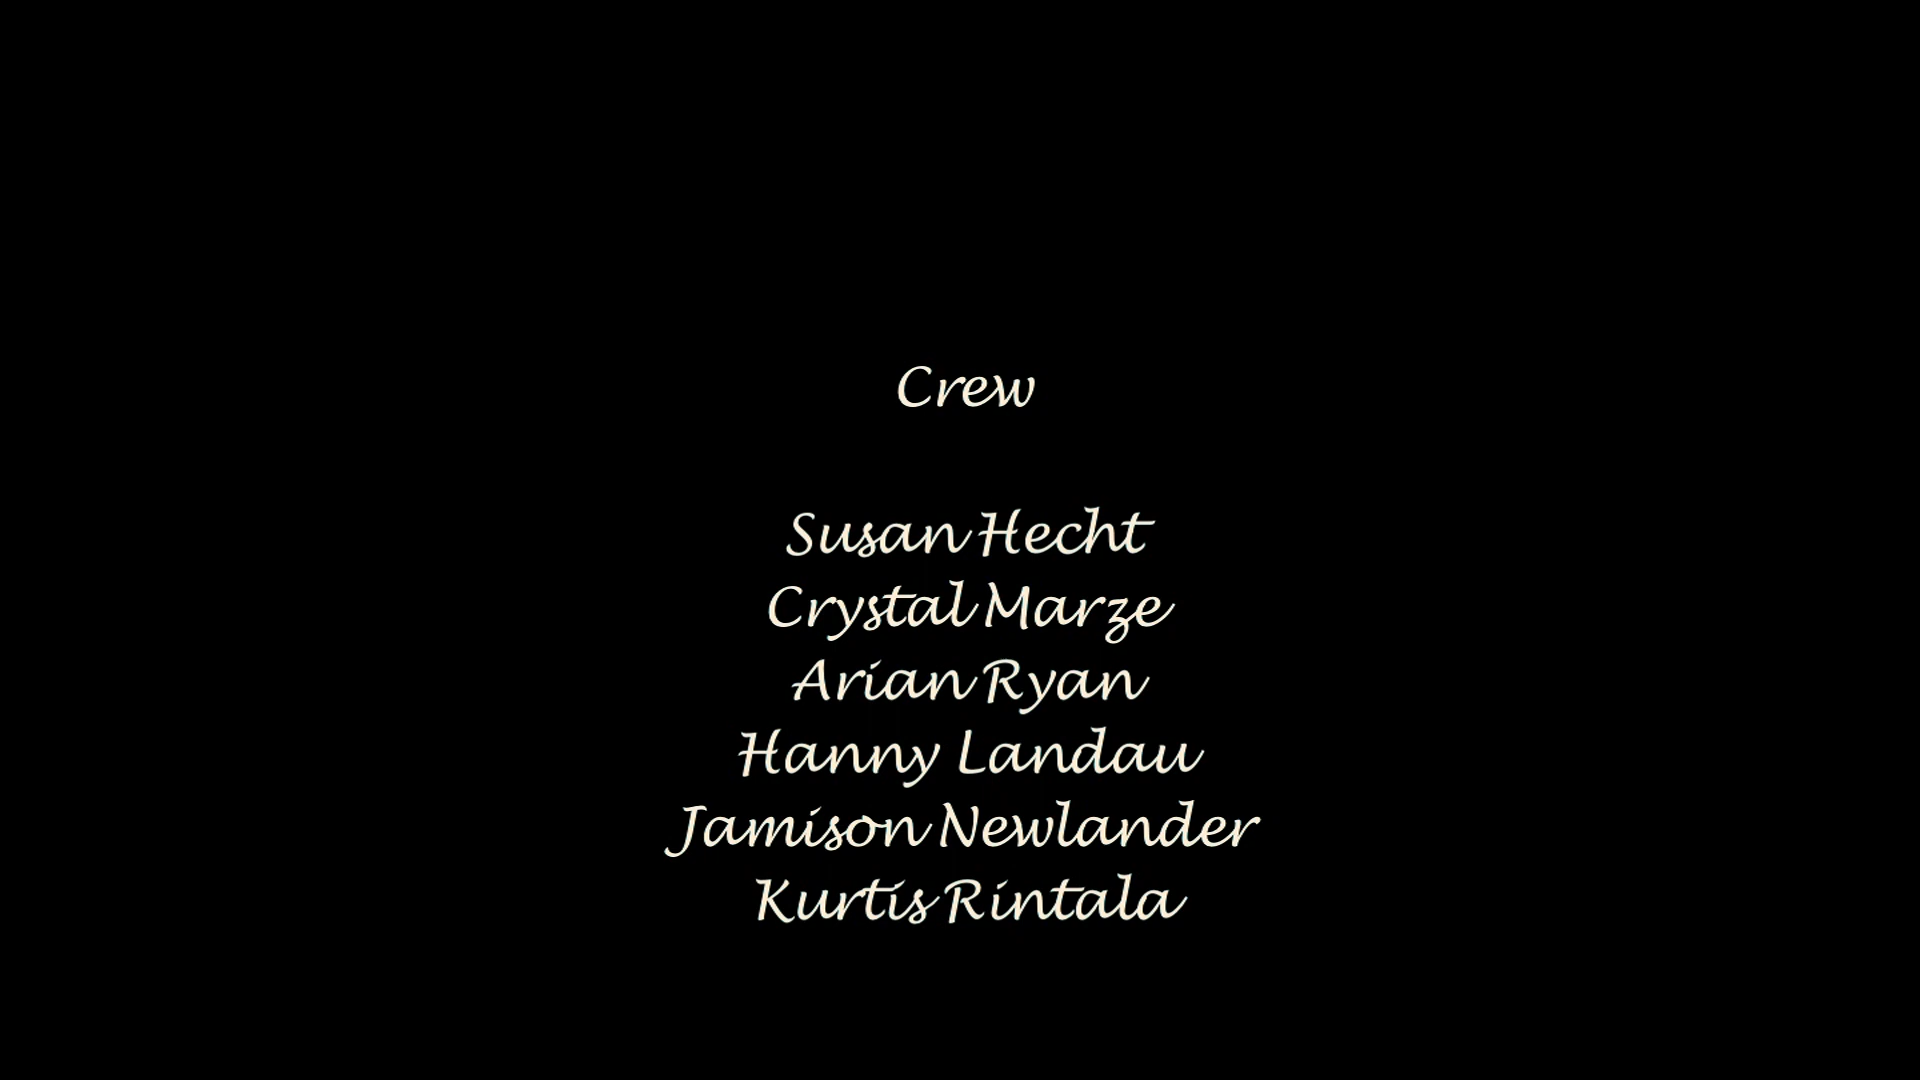 Crew
Susan Hecht
Crystal Marze
Arian Ryan
Hanny Landau
Jamison Newlander
Kurtis Rintala